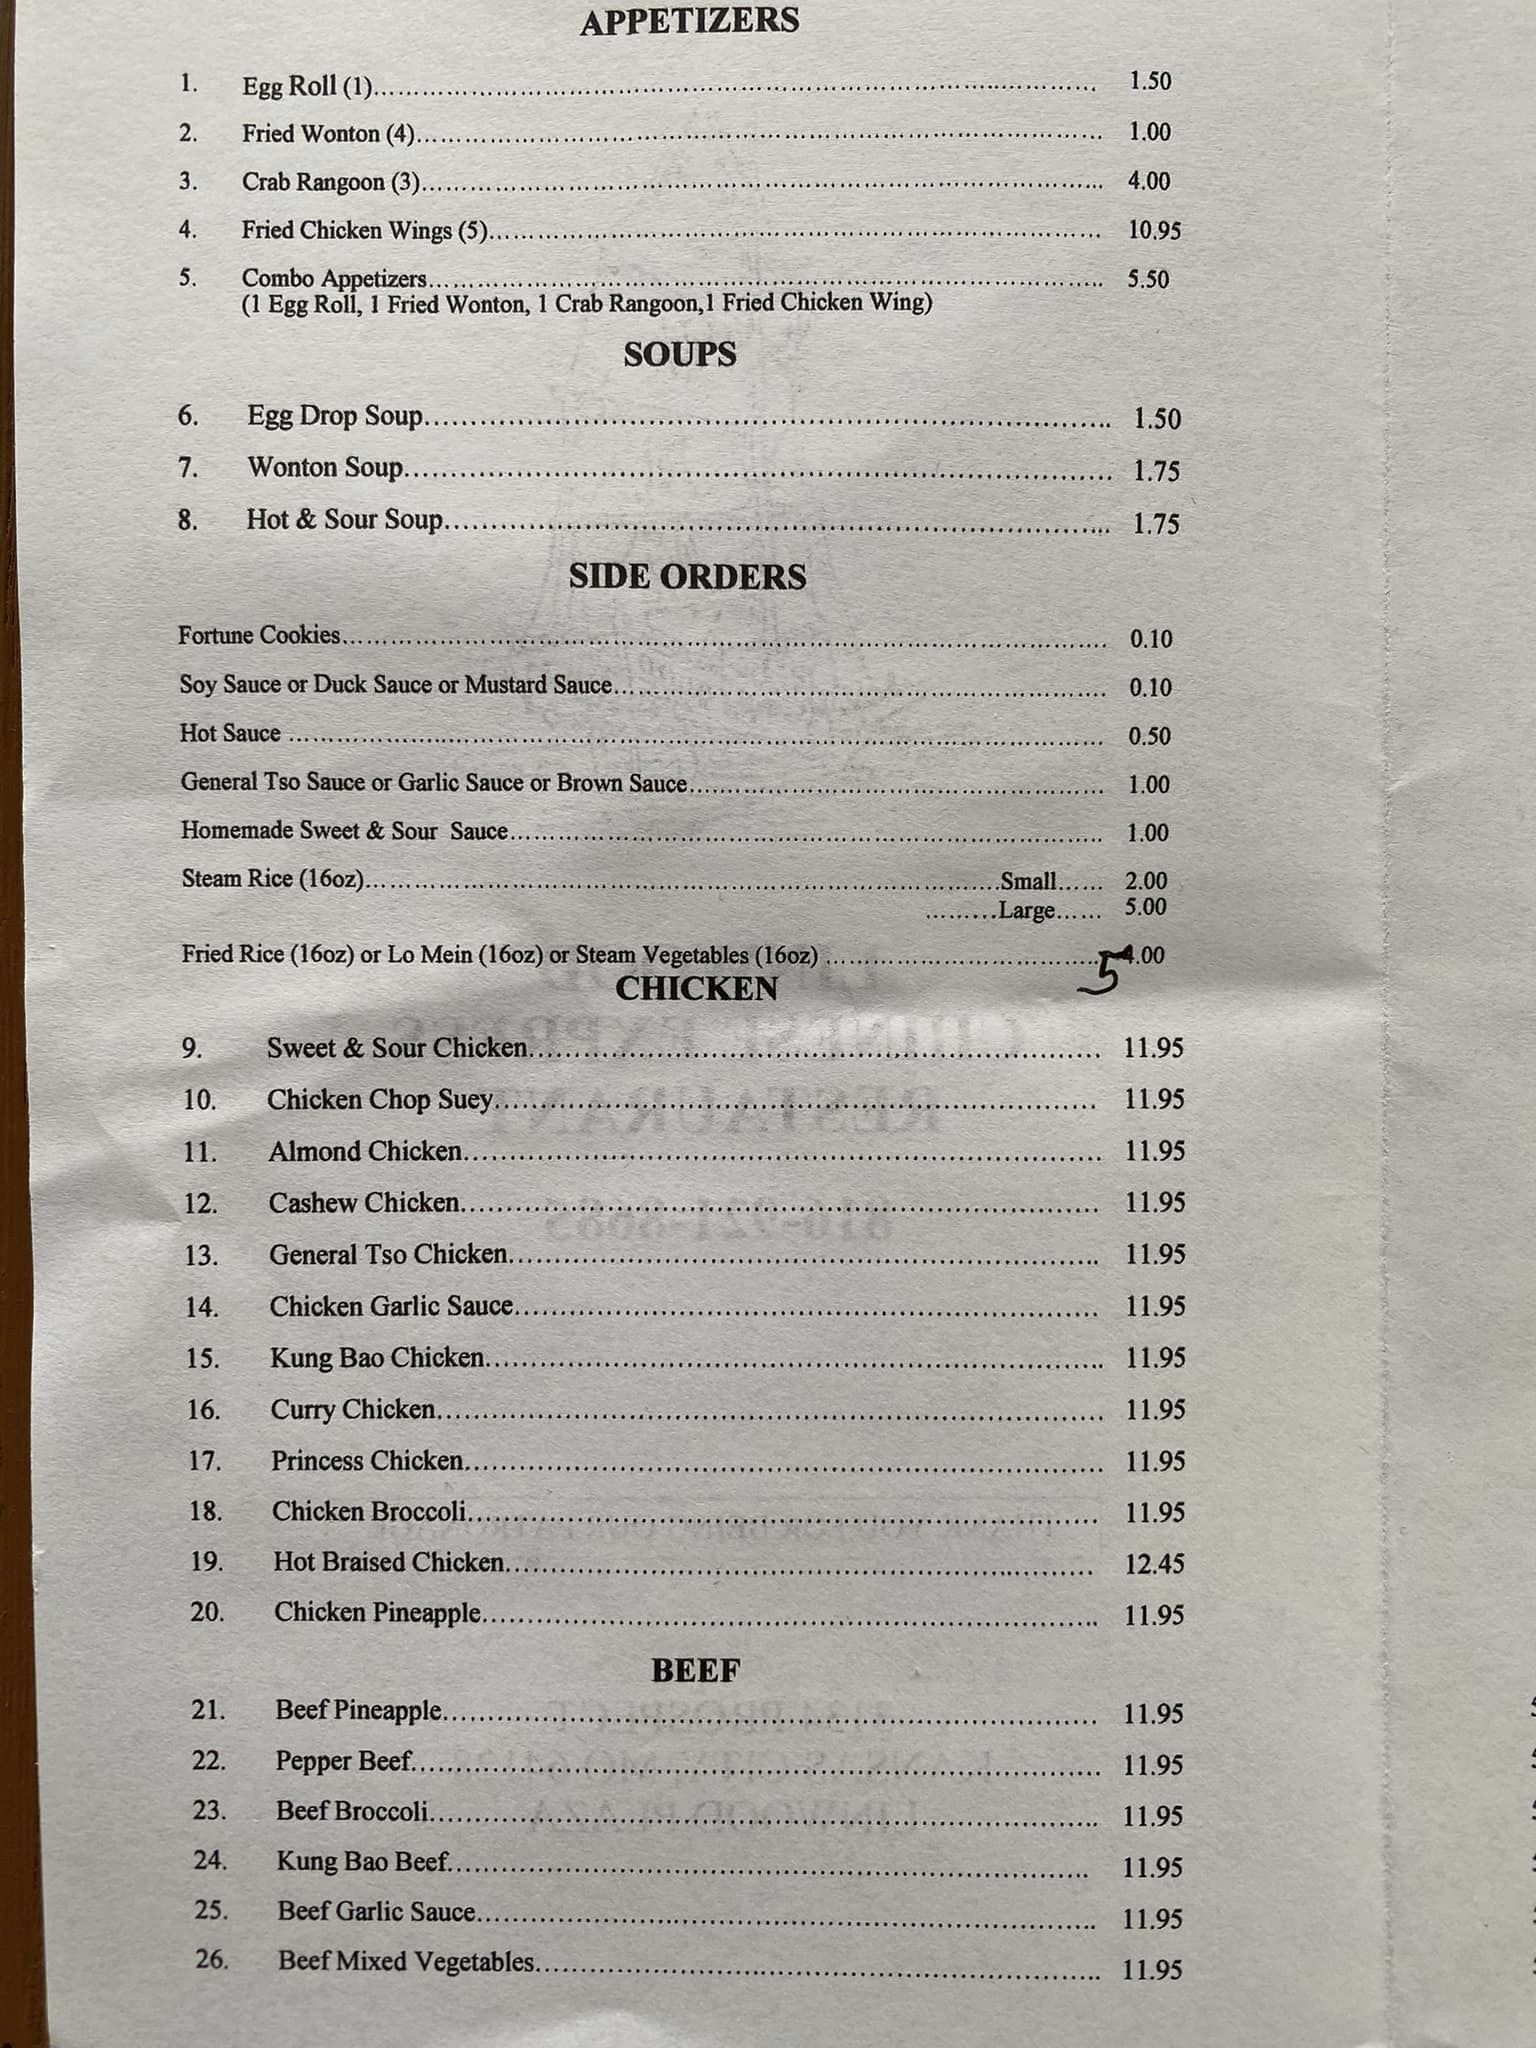 APPETIZERS
1. Egg Roll (1) 1.50
2. Fried Wonton (4) 1.00
3. Crab Rangoon (3) 4.00
4. Fried Chicken Wings (5) 10.95
5. Combo Appetizers 5.50
(1 Egg Roll, 1 Fried Wonton, 1 Crab Rangoon,1 Fried Chicken Wing)
SOUPS
6. Egg Drop Soup 1.50
7. Wonton Soup 1.75
8. Hot & Sour Soup 1.75
SIDE ORDERS
Fortune Cookies 0.10
Soy Sauce or Duck Sauce or Mustard Sauce 0.10
Hot Sauce 0.50
General Tso Sauce or Garlic Sauce or Brown Sauce 1.00
Homemade Sweet & Sour Sauce 1.00
Steam Rice (16oz) Small 2.00
Large 5.00
Fried Rice (16oz) or Lo Mein (16oz) or Steam Vegetables (16oz) 5 4.00
CHICKEN
9. Sweet & Sour Chicken 11.95
10. Chicken Chop Suey 11.95
11. Almond Chicken 11.95
12. Cashew Chicken 11.95
13. General Tso Chicken 11.95
14. Chicken Garlic Sauce 11.95
15. Kung Bao Chicken 11.95
16. Curry Chicken 11.95
17. Princess Chicken 11.95
18. Chicken Broccoli 11.95
19. Hot Braised Chicken 12.45
20. Chicken Pineapple 11.95
BEEF
21. Beef Pineapple 11.95
22. Pepper Beef 11.95
23. Beef Broccoli 11.95
24. Kung Bao Beef 11.95
25. Beef Garlic Sauce 11.95
26. Beef Mixed Vegetables 11.95